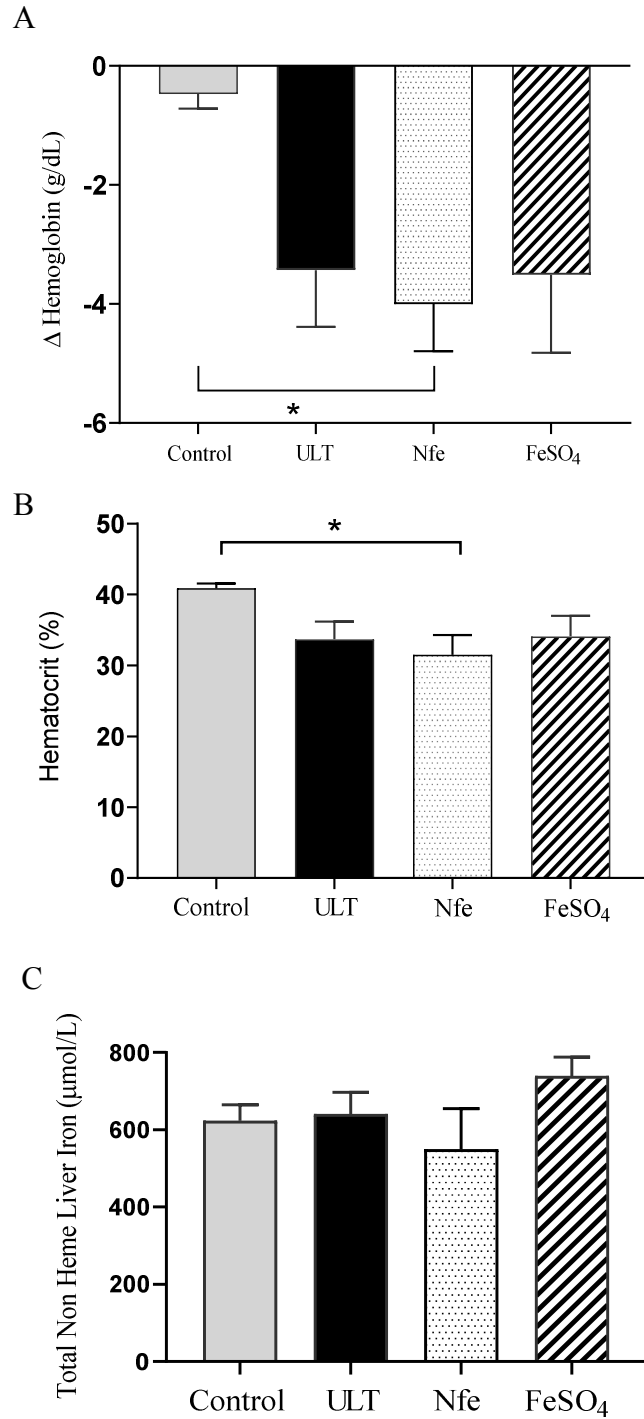 A
Δ Hemoglobin (g/dL)
0
-2
-4
-6
*
Control ULT Nfe FeSO₄
B
Hematocrit (%)
50
40
30
20
10
0
*
Control ULT Nfe FeSO₄
C
Total Non Heme Liver Iron (µmol/L)
800
600
400
200
0
Control ULT Nfe FeSO₄